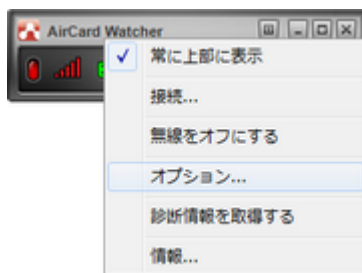 AirCard Watcher
常に上部に表示
接続...
無線をオフにする
オプション...
診断情報を取得する
情報...